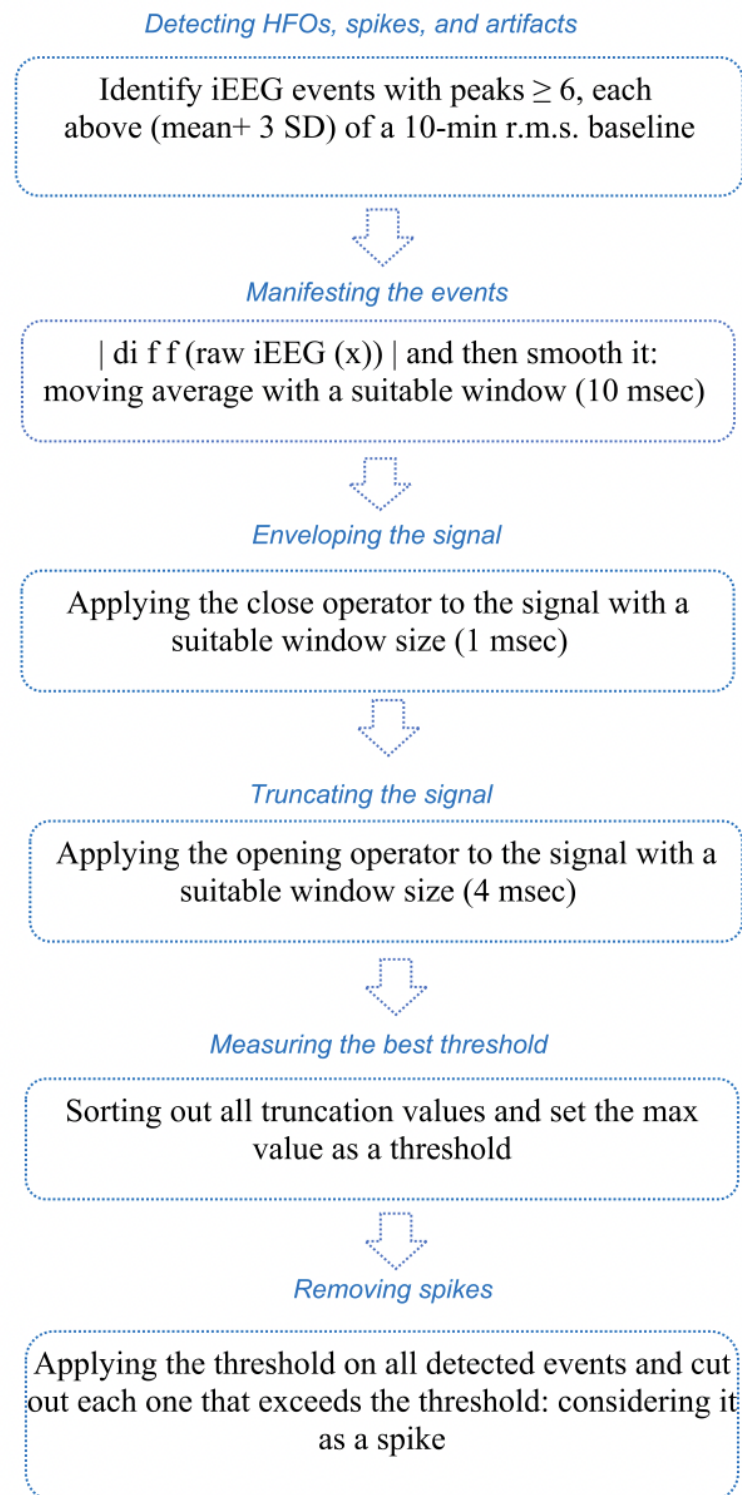 Detecting HFOs, spikes, and artifacts
Identify iEEG events with peaks ≥ 6, each
above (mean+ 3 SD) of a 10-min r.m.s. baseline
Manifesting the events
| di f f (raw iEEG (x)) | and then smooth it:
moving average with a suitable window (10 msec)
Enveloping the signal
Applying the close operator to the signal with a
suitable window size (1 msec)
Truncating the signal
Applying the opening operator to the signal with a
suitable window size (4 msec)
Measuring the best threshold
Sorting out all truncation values and set the max
value as a threshold
Removing spikes
Applying the threshold on all detected events and cut
out each one that exceeds the threshold: considering it
as a spike